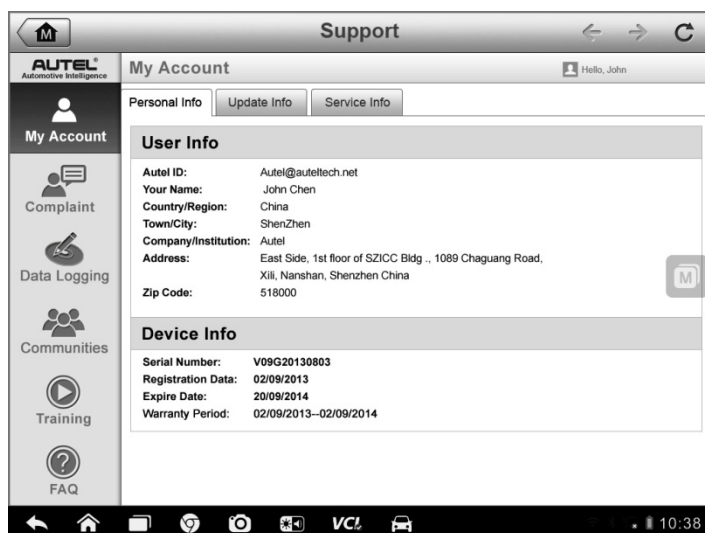 M
Support
AUTEL®
Automotive Intelligence
My Account
Hello, John
Personal Info
Update Info
Service Info
My Account
Complaint
Data Logging
Communities
Training
FAQ
User Info
Autel ID: Autel@auteltech.net
Your Name: John Chen
Country/Region: China
Town/City: ShenZhen
Company/Institution: Autel
Address: East Side, 1st floor of SZICC Bldg ., 1089 Chaguang Road,
Xili, Nanshan, Shenzhen China
Zip Code: 518000
M
Device Info
Serial Number: V09G20130803
Registration Data: 02/09/2013
Expire Date: 20/09/2014
Warranty Period: 02/09/2013--02/09/2014
VCI
10:38